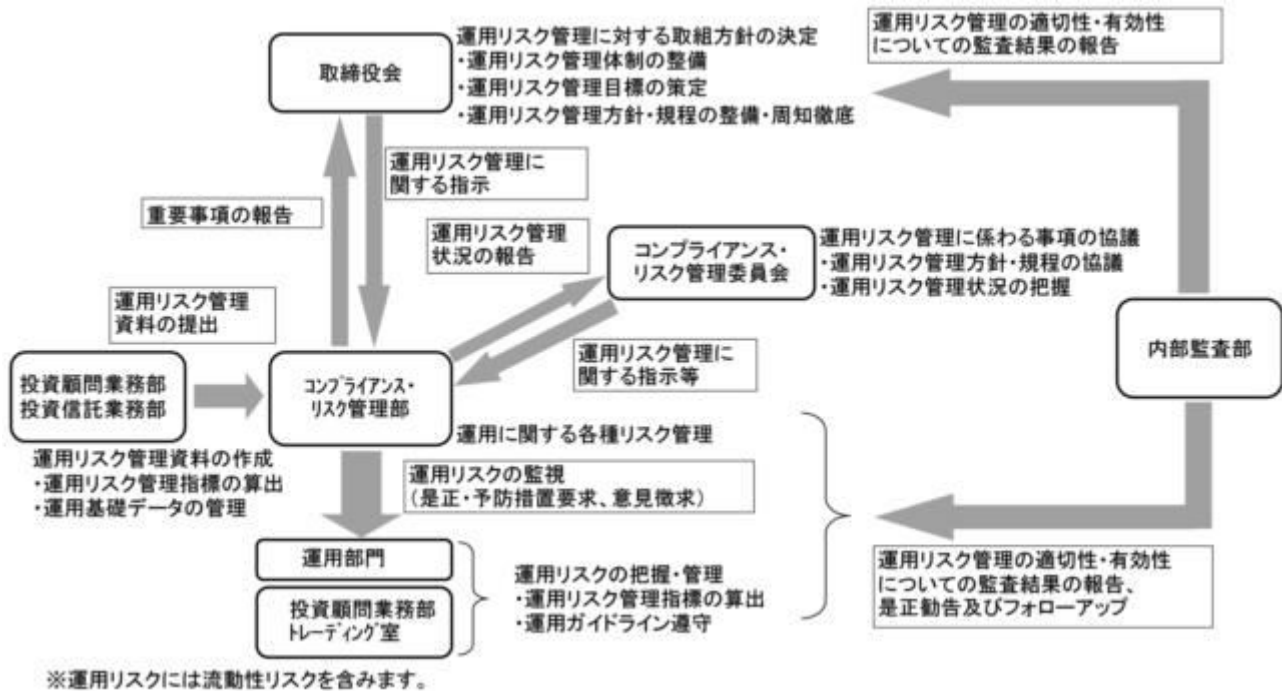 取締役会
運用リスク管理に対する取組方針の決定
・運用リスク管理体制の整備
・運用リスク管理目標の策定
・運用リスク管理方針・規程の整備・周知徹底
運用リスク管理の適切性・有効性
についての監査結果の報告
運用リスク管理に
関する指示
重要事項の報告
運用リスク管理
状況の報告
コンプライアンス・
リスク管理委員会
運用リスク管理に係わる事項の協議
・運用リスク管理方針・規程の協議
・運用リスク管理状況の把握
運用リスク管理
資料の提出
運用リスク管理に
関する指示等
内部監査部
投資顧問業務部
投資信託業務部
コンプライアンス・
リスク管理部
運用に関する各種リスク管理
運用リスク管理資料の作成
・運用リスク管理指標の算出
・運用基礎データの管理
運用リスクの監視
（是正・予防措置要求、意見徴求）
運用部門
投資顧問業務部
トレーディング室
運用リスクの把握・管理
・運用リスク管理指標の算出
・運用ガイドライン遵守
運用リスク管理の適切性・有効性
についての監査結果の報告、
是正勧告及びフォローアップ
※運用リスクには流動性リスクを含みます。